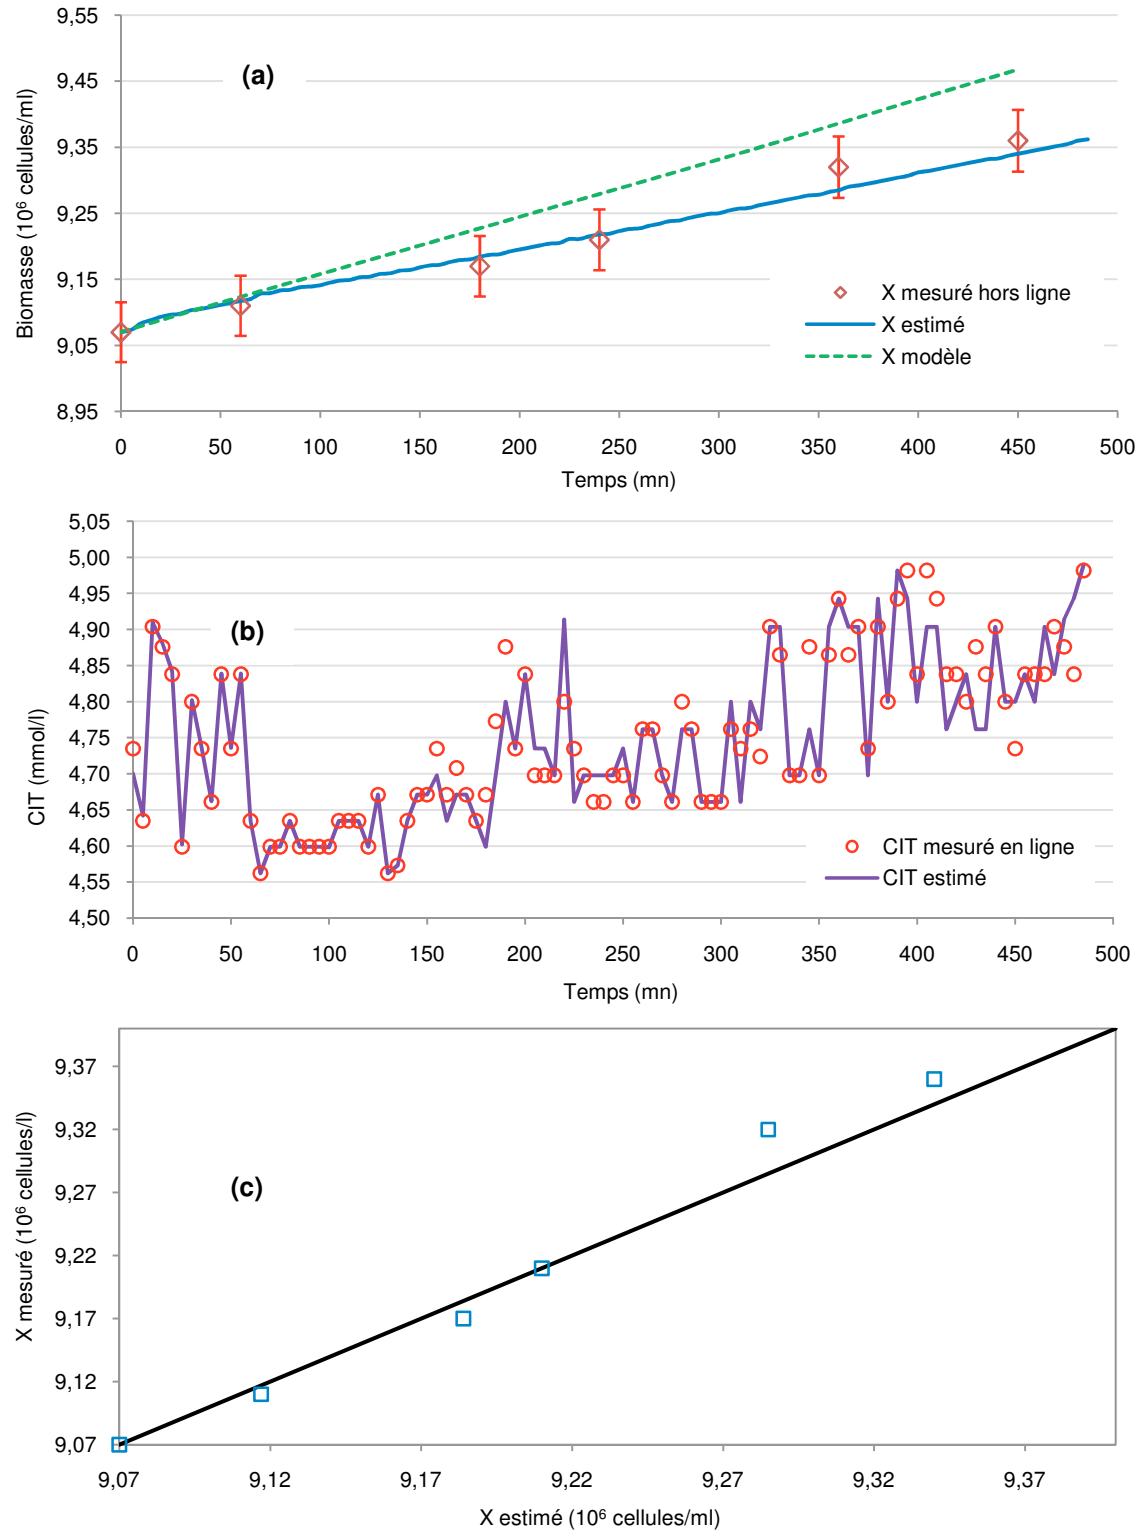 9,55
9,45
9,35
9,25
9,15
9,05
8,95
Biomasse (10⁶ cellules/ml)
(a)
X mesuré hors ligne
X estimé
X modèle
0 50 100 150 200 250 300 350 400 450 500
Temps (mn)
5,05
5,00
4,95
4,90
4,85
4,80
4,75
4,70
4,65
4,60
4,55
4,50
CIT (mmol/l)
(b)
CIT mesuré en ligne
CIT estimé
0 50 100 150 200 250 300 350 400 450 500
Temps (mn)
9,37
9,32
9,27
9,22
9,17
9,12
9,07
X mesuré (10⁶ cellules/l)
(c)
9,07 9,12 9,17 9,22 9,27 9,32 9,37
X estimé (10⁶ cellules/ml)